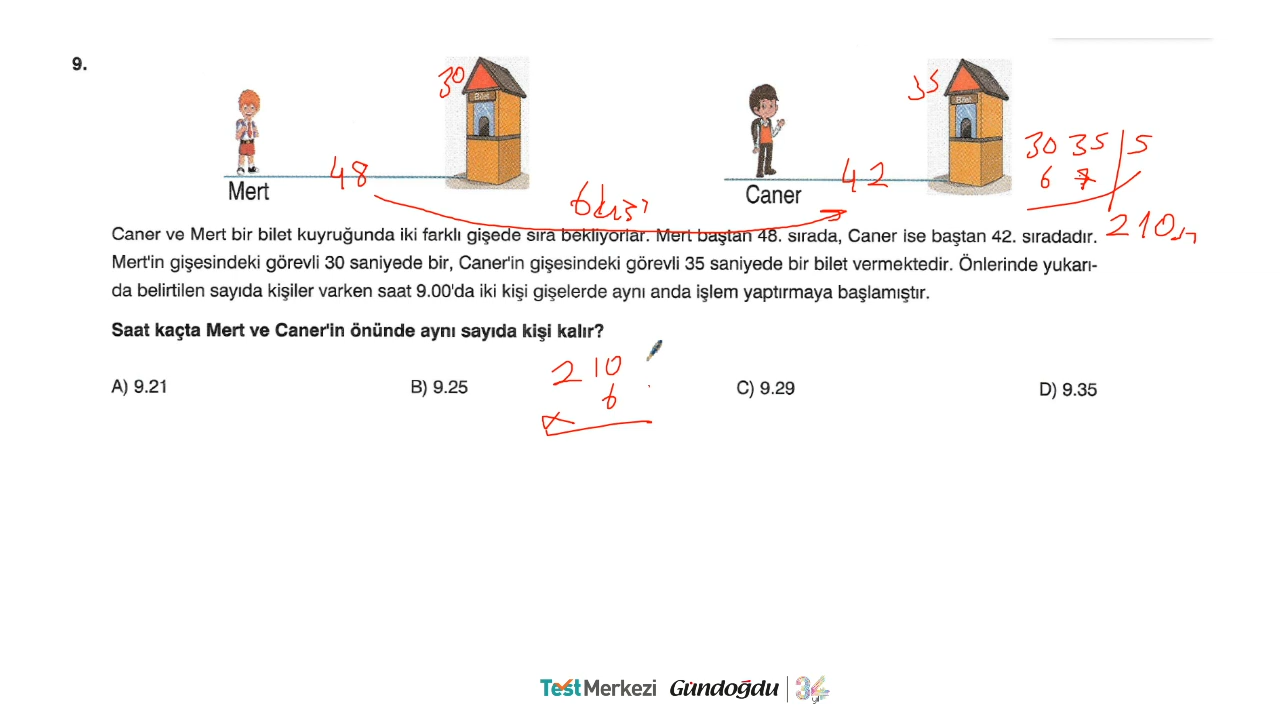 9.
30
35
Bilet
Bilet
30 35 | 5
6 7
210
48
42
6 kişi
Mert
Caner
Caner ve Mert bir bilet kuyruğunda iki farklı gişede sıra bekliyorlar. Mert baştan 48. sırada, Caner ise baştan 42. sıradadır.
Mert'in gişesindeki görevli 30 saniyede bir, Caner'in gişesindeki görevli 35 saniyede bir bilet vermektedir. Önlerinde yukarı-
da belirtilen sayıda kişiler varken saat 9.00'da iki kişi gişelerde aynı anda işlem yaptırmaya başlamıştır.
Saat kaçta Mert ve Caner'in önünde aynı sayıda kişi kalır?
210
6
x
A) 9.21
B) 9.25
C) 9.29
D) 9.35
TestMerkezi Gündoğdu | 34